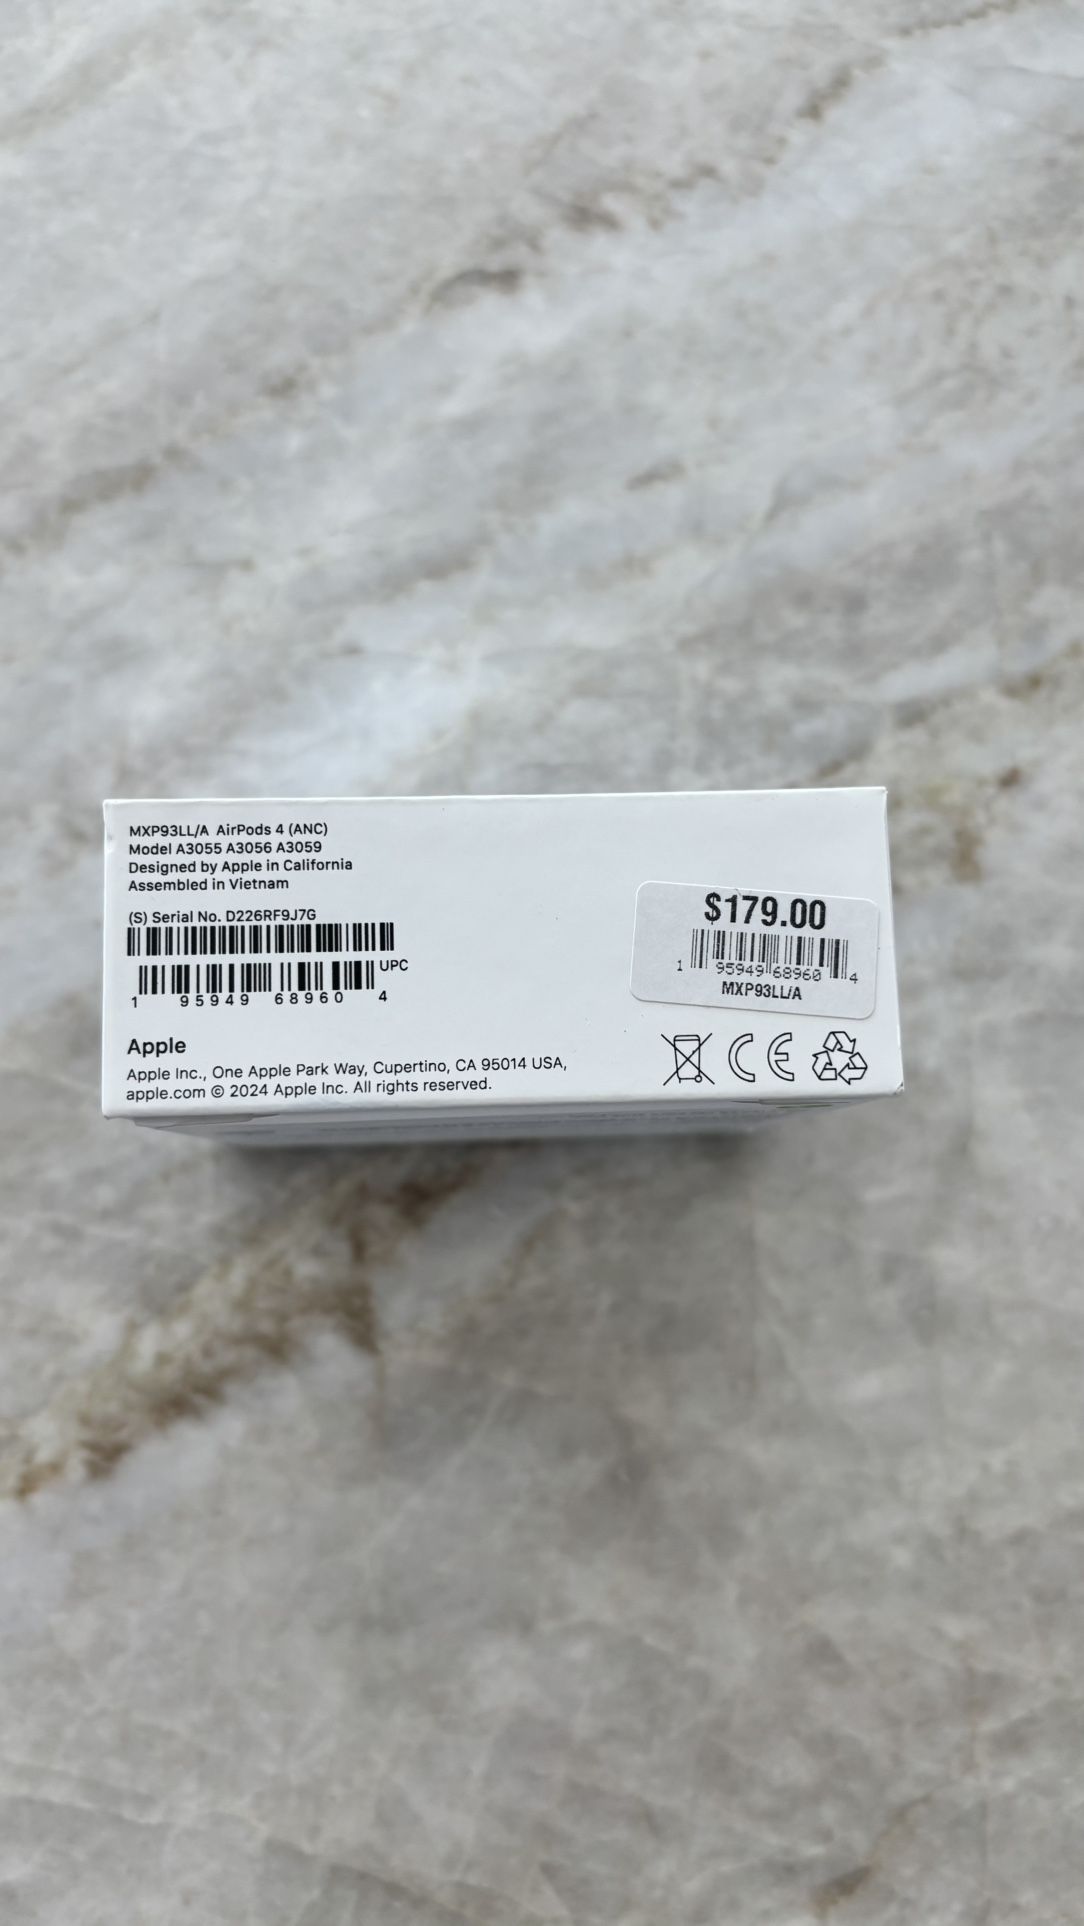 MXP93LL/A AirPods 4 (ANC)
Model A3055 A3056 A3059
Designed by Apple in California
Assembled in Vietnam
(S) Serial No. D226RF9J7G
UPC
1 95949 68960 4
Apple
Apple Inc., One Apple Park Way, Cupertino, CA 95014 USA,
apple.com © 2024 Apple Inc. All rights reserved.
$179.00
1 95949 68960 4
MXP93LL/A
CE